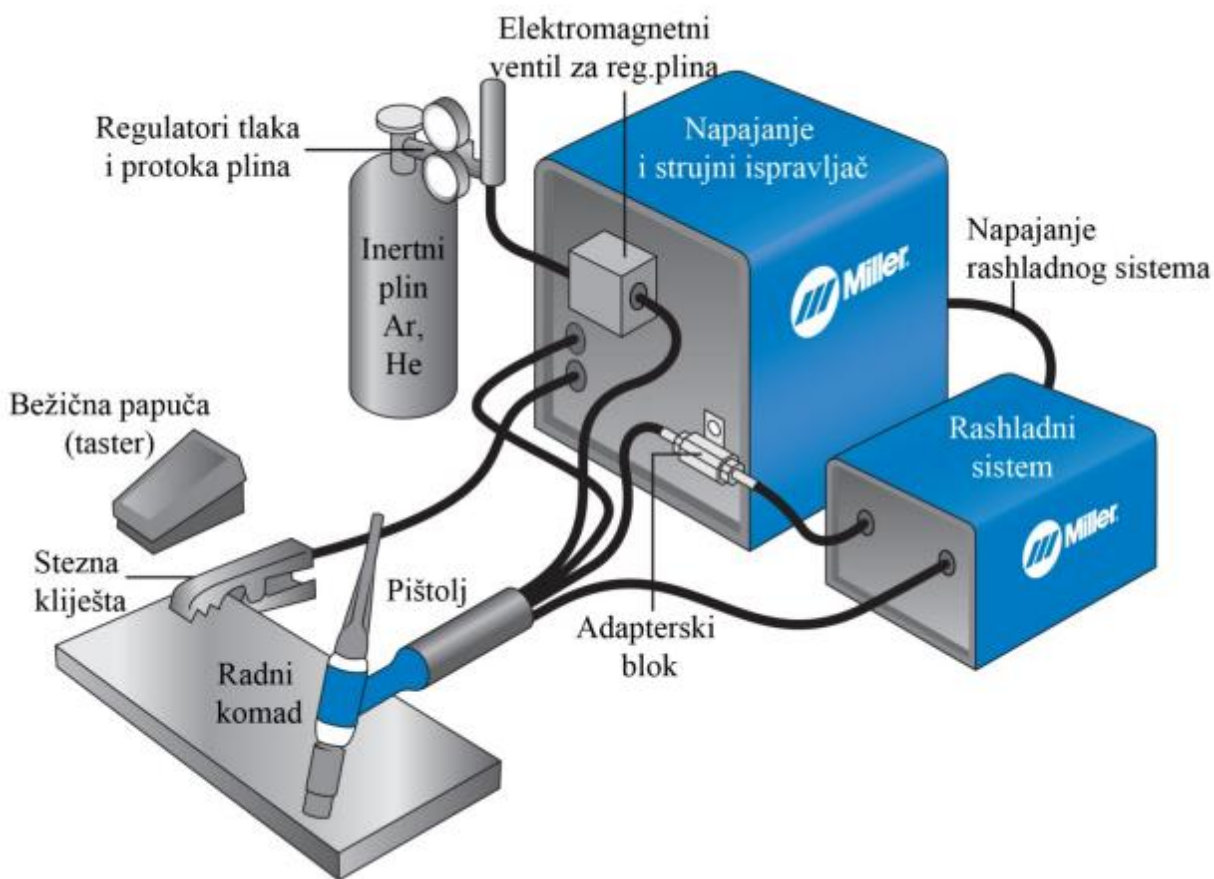 Elektromagnetni
ventil za reg.plina
Regulatori tlaka
i protoka plina
Napajanje
i strujni ispravljač
Inertni
plin
Ar,
He
Miller
Napajanje
rashladnog sistema
Bežična papuča
(taster)
Rashladni
sistem
Miller
Stezna
kliješta
Pištolj
Adapterski
blok
Radni
komad